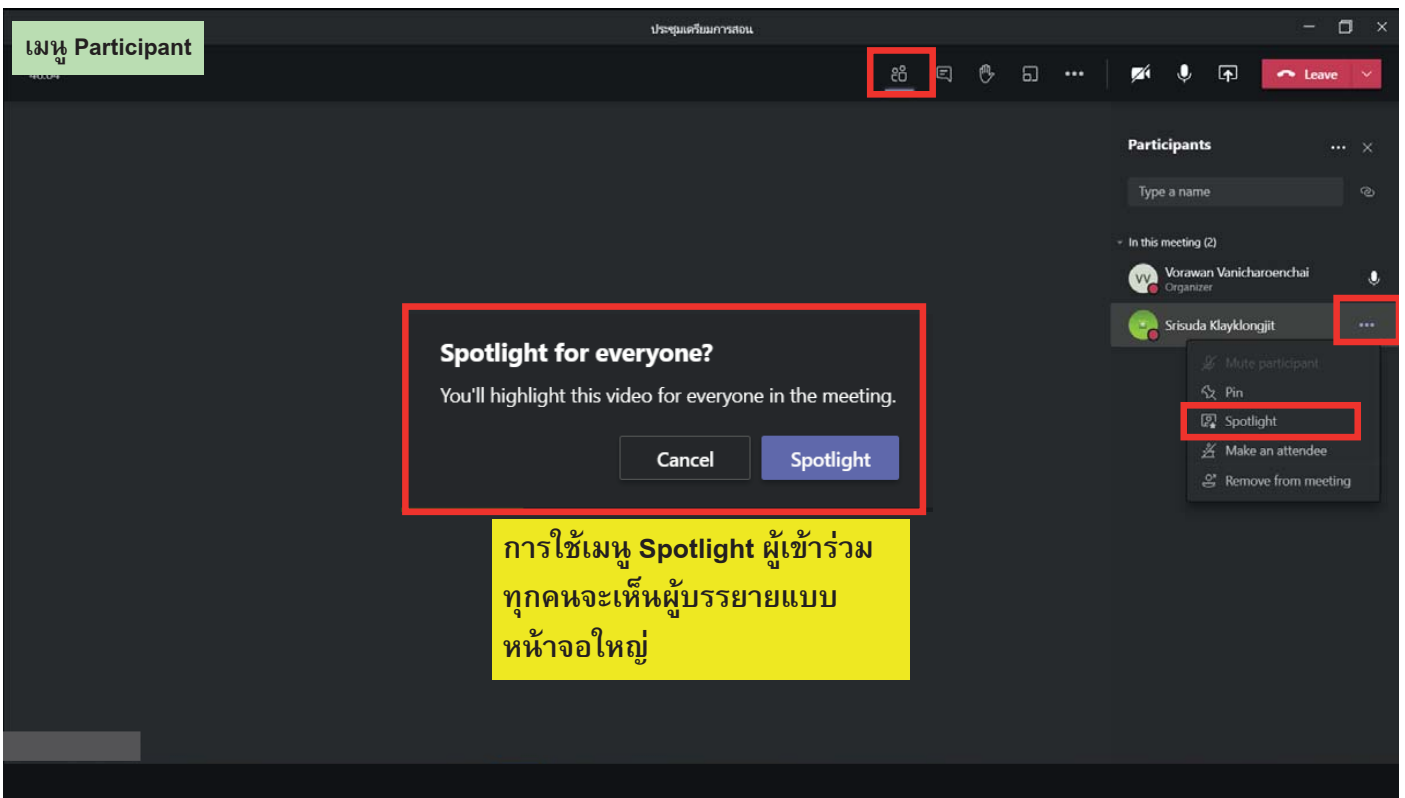 ประชุมเตรียมการสอน
เมนู Participant
Leave
Participants
Type a name
In this meeting (2)
VV
Vorawan Vanicharoenchai
Organizer
Srisuda Klayklongjit
Mute participant
Pin
Spotlight
Make an attendee
Remove from meeting
Spotlight for everyone?
You'll highlight this video for everyone in the meeting.
Cancel
Spotlight
การใช้เมนู Spotlight ผู้เข้าร่วม
ทุกคนจะเห็นผู้บรรยายแบบ
หน้าจอใหญ่